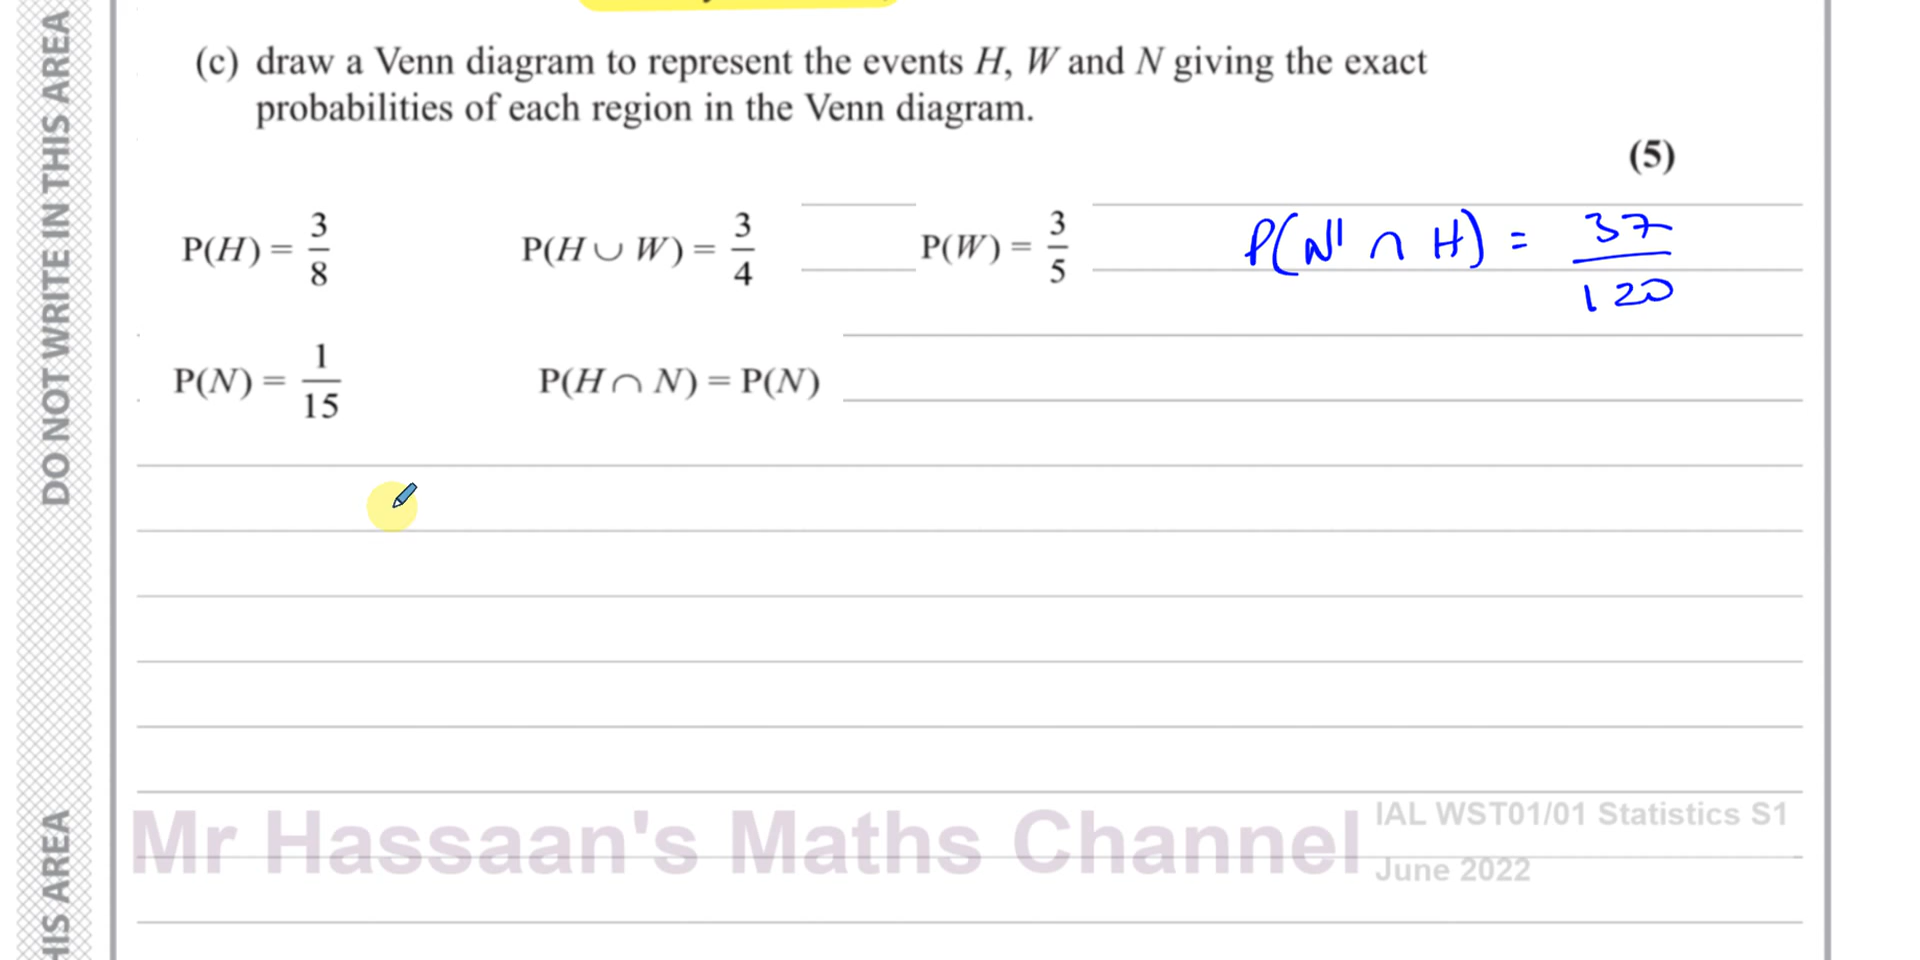 DO NOT WRITE IN THIS AREA
(c) draw a Venn diagram to represent the events H, W and N giving the exact
probabilities of each region in the Venn diagram.
(5)
P(H) = 3/8 P(H ∪ W) = 3/4 P(W) = 3/5 P(N' ∩ H) = 37/120
P(N) = 1/15 P(H ∩ N) = P(N)
Mr Hassaan's Maths Channel
IAL WST01/01 Statistics S1
June 2022
HIS AREA